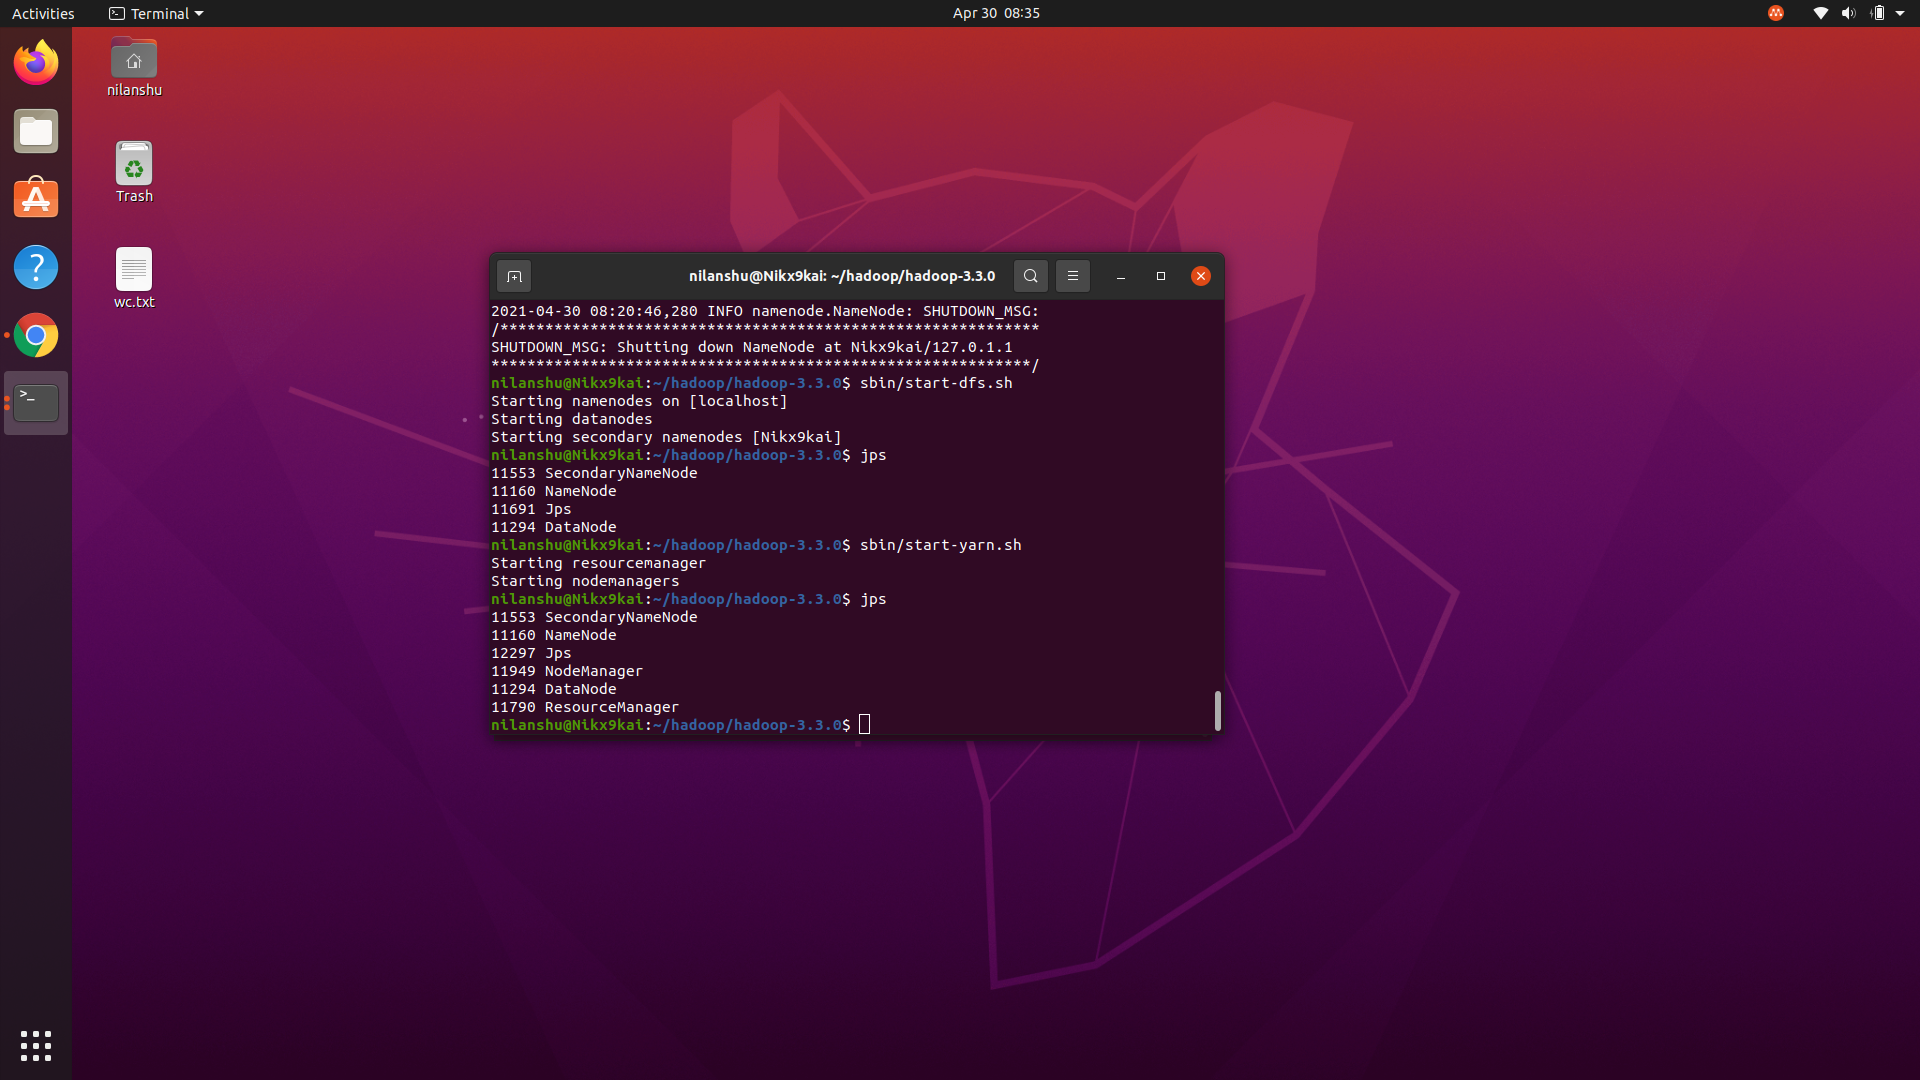 Activities
Terminal
Apr 30 08:35
nilanshu
Trash
wc.txt
nilanshu@Nikx9kai: ~/hadoop/hadoop-3.3.0
2021-04-30 08:20:46,280 INFO namenode.NameNode: SHUTDOWN_MSG:
/************************************************************
SHUTDOWN_MSG: Shutting down NameNode at Nikx9kai/127.0.1.1
************************************************************/
nilanshu@Nikx9kai:~/hadoop/hadoop-3.3.0$ sbin/start-dfs.sh
Starting namenodes on [localhost]
Starting datanodes
Starting secondary namenodes [Nikx9kai]
nilanshu@Nikx9kai:~/hadoop/hadoop-3.3.0$ jps
11553 SecondaryNameNode
11160 NameNode
11691 Jps
11294 DataNode
nilanshu@Nikx9kai:~/hadoop/hadoop-3.3.0$ sbin/start-yarn.sh
Starting resourcemanager
Starting nodemanagers
nilanshu@Nikx9kai:~/hadoop/hadoop-3.3.0$ jps
11553 SecondaryNameNode
11160 NameNode
12297 Jps
11949 NodeManager
11294 DataNode
11790 ResourceManager
nilanshu@Nikx9kai:~/hadoop/hadoop-3.3.0$